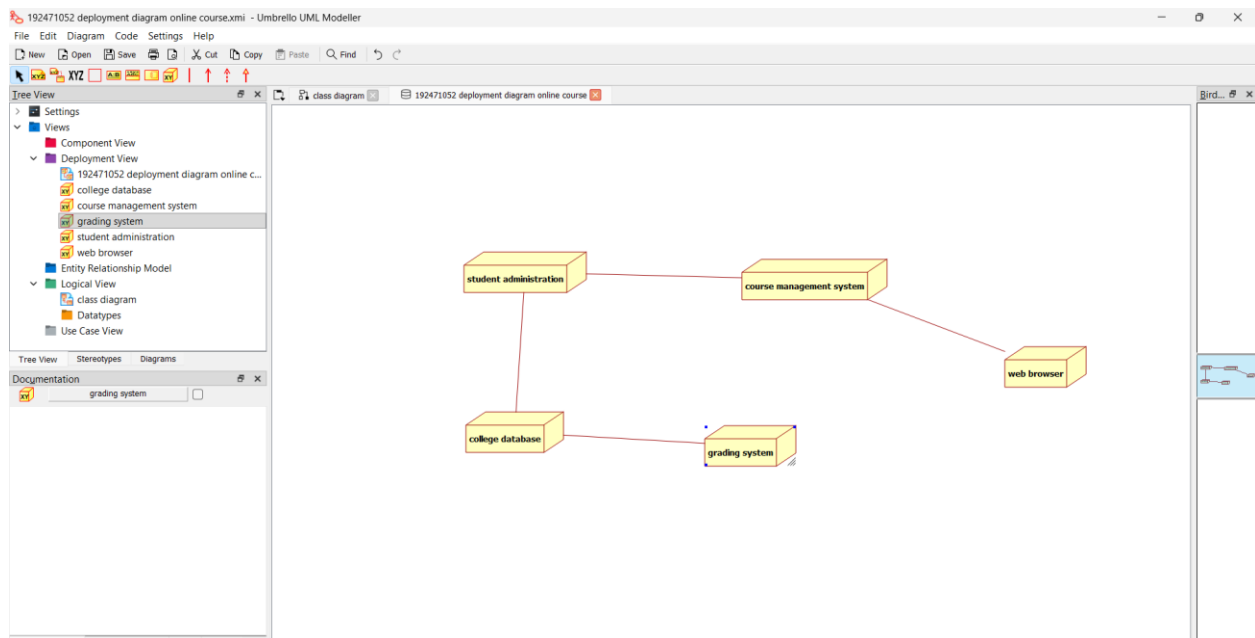 192471052 deployment diagram online course.xmi - Umbrello UML Modeller
File Edit Diagram Code Settings Help
New Open Save Cut Copy Paste Find
XYZ
Tree View
class diagram
192471052 deployment diagram online course
Bird...
Settings
Views
Component View
Deployment View
192471052 deployment diagram online c...
college database
course management system
grading system
student administration
web browser
Entity Relationship Model
Logical View
class diagram
Datatypes
Use Case View
Tree View Stereotypes Diagrams
Documentation
grading system
student administration
course management system
web browser
college database
grading system